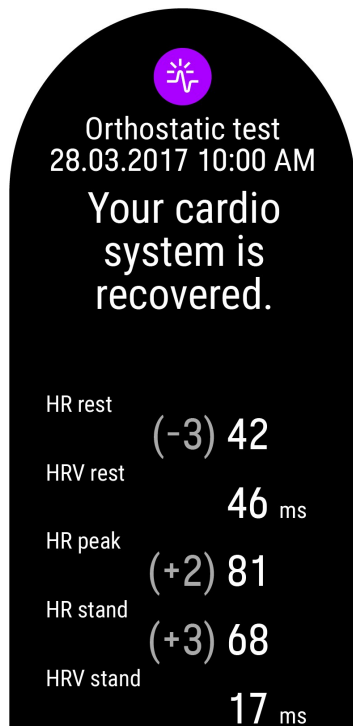 Orthostatic test
28.03.2017 10:00 AM
Your cardio
system is
recovered.
HR rest
(-3) 42
HRV rest
46 ms
HR peak
(+2) 81
HR stand
(+3) 68
HRV stand
17 ms